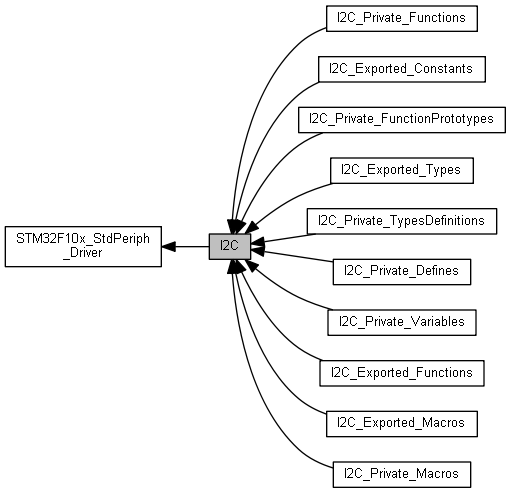 I2C_Private_Functions
I2C_Exported_Constants
I2C_Private_FunctionPrototypes
I2C_Exported_Types
I2C_Private_TypesDefinitions
STM32F10x_StdPeriph
_Driver
I2C
I2C_Private_Defines
I2C_Private_Variables
I2C_Exported_Functions
I2C_Exported_Macros
I2C_Private_Macros